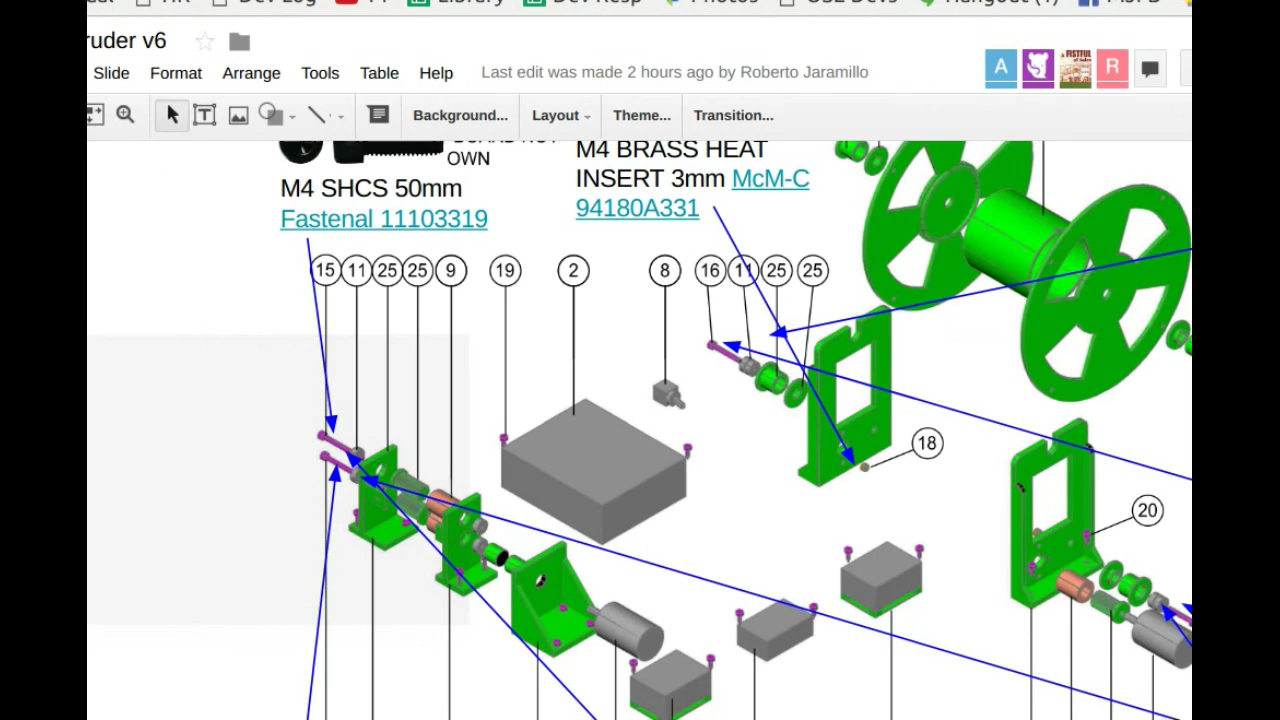 Library
Photos
ruder v6
Slide Format Arrange Tools Table Help Last edit was made 2 hours ago by Roberto Jaramillo
A R
T Background... Layout Theme... Transition...
OWN
M4 SHCS 50mm
Fastenal 11103319
M4 BRASS HEAT
INSERT 3mm McM-C
94180A331
15 11 25 25 9 19 2 8 16 11 25 25
18
20